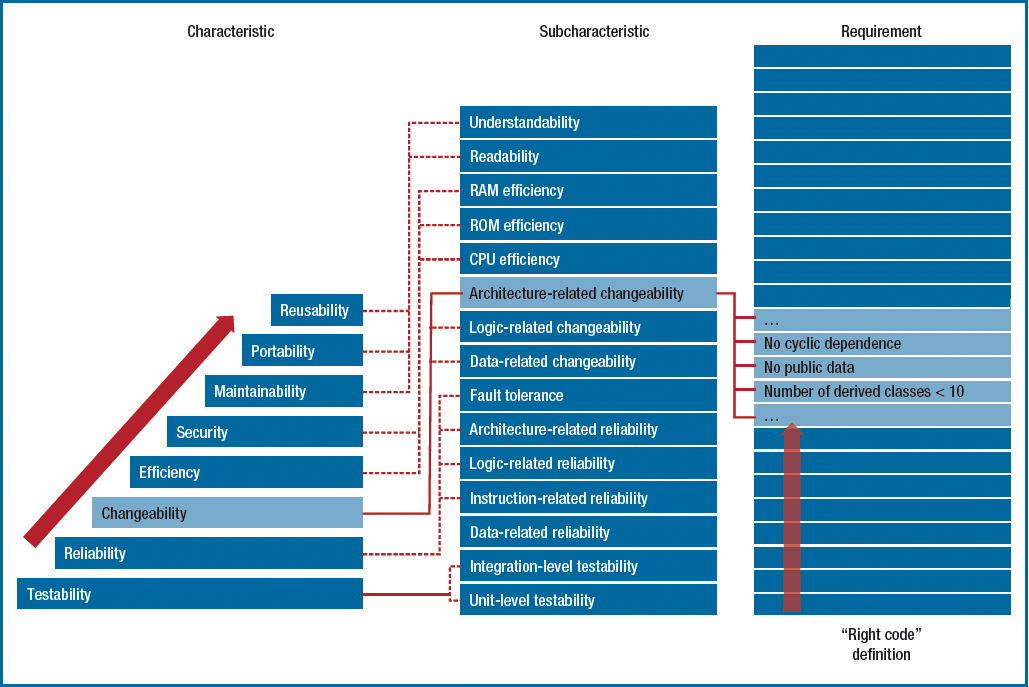 Characteristic
Subcharacteristic
Requirement
Understandability
Readability
RAM efficiency
ROM efficiency
CPU efficiency
Architecture-related changeability
Logic-related changeability
Data-related changeability
Fault tolerance
Architecture-related reliability
Logic-related reliability
Instruction-related reliability
Data-related reliability
Integration-level testability
Unit-level testability
Reusability
Portability
Maintainability
Security
Efficiency
Changeability
Reliability
Testability
...
No cyclic dependence
No public data
Number of derived classes < 10
...
“Right code”
definition